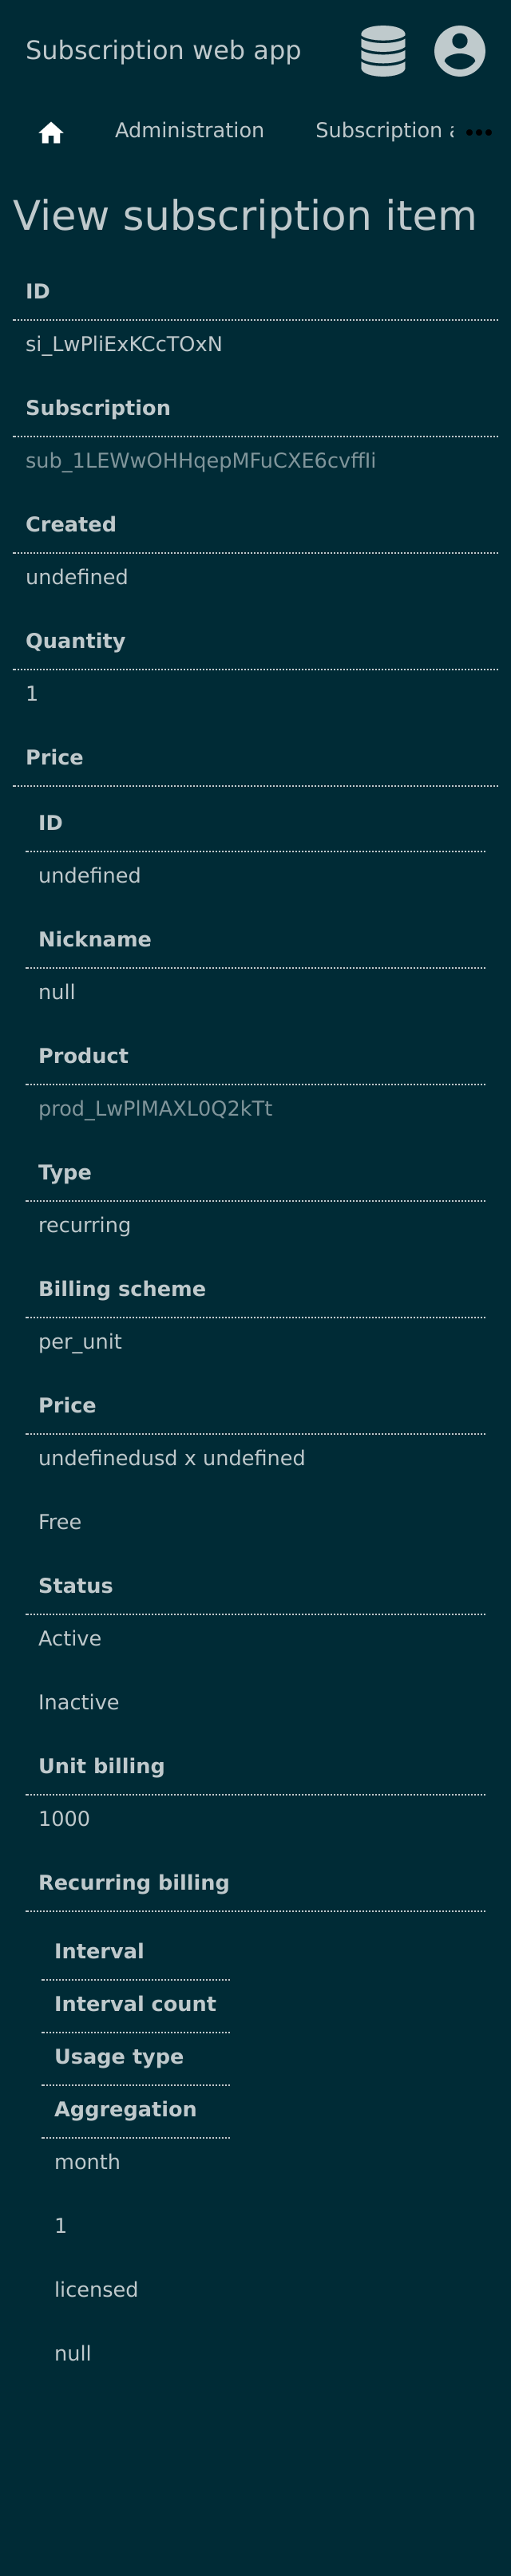 Subscription web app
Administration
Subscription
View subscription item
ID
si_LwPliExKCcTOxN
Subscription
sub_1LEWwOHHqepMFuCXE6cvffIi
Created
undefined
Quantity
1
Price
ID
undefined
Nickname
null
Product
prod_LwPlMAXL0Q2kTt
Type
recurring
Billing scheme
per_unit
Price
undefinedusd x undefined
Free
Status
Active
Inactive
Unit billing
1000
Recurring billing
Interval
Interval count
Usage type
Aggregation
month
1
licensed
null